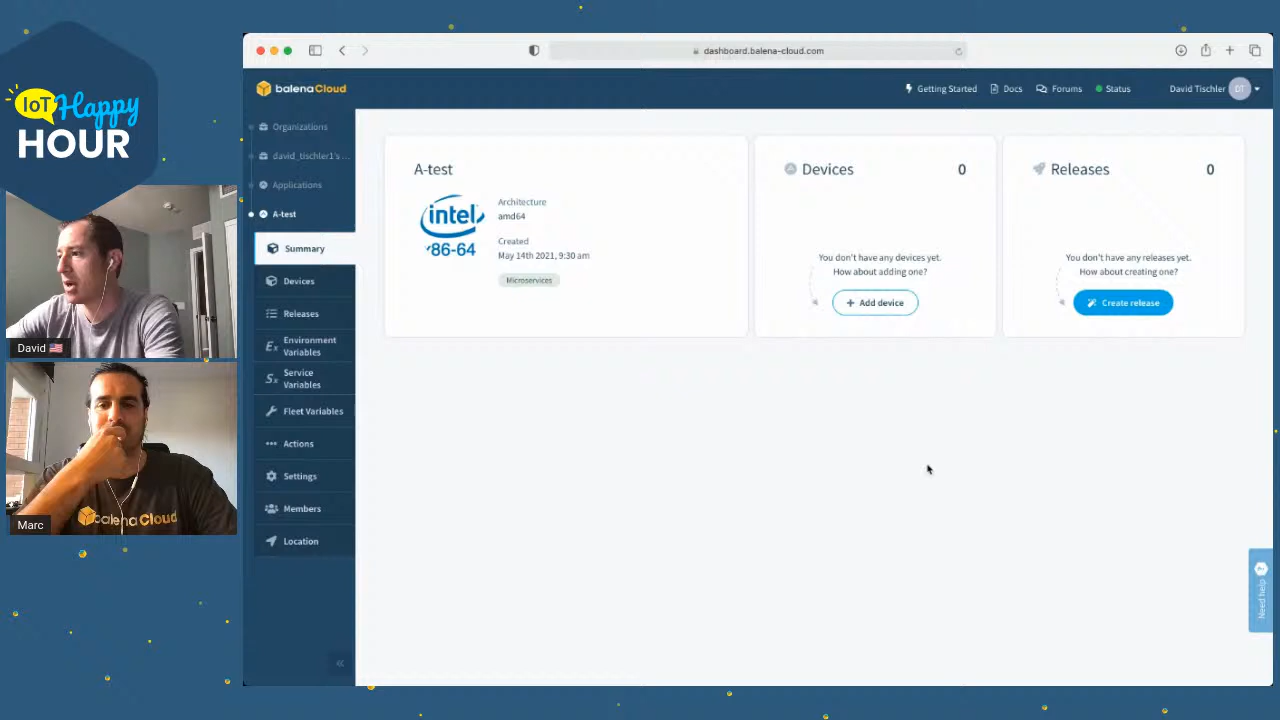 IoT Happy
HOUR
David
Marc
balenaCloud
dashboard.balena-cloud.com
balenaCloud
Getting Started
Docs
Forums
Status
David Tischler
DT
Organizations
david_tischler1's ...
Applications
A-test
Summary
Devices
Releases
Ex Environment
Variables
Sx Service
Variables
Fleet Variables
Actions
Settings
Members
Location
A-test
intel
x86-64
Architecture
amd64
Created
May 14th 2021, 9:30 am
Microservices
Devices 0
You don't have any devices yet.
How about adding one?
+ Add device
Releases 0
You don't have any releases yet.
How about creating one?
Create release
Need help